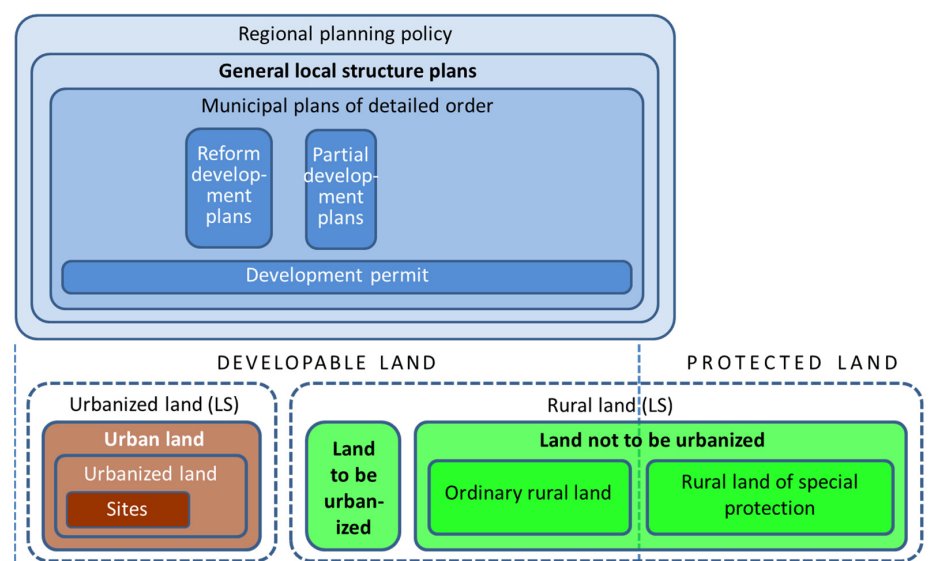 Regional planning policy
General local structure plans
Municipal plans of detailed order
Reform
develop-
ment
plans
Partial
develop-
ment
plans
Development permit
DEVELOPABLE LAND
PROTECTED LAND
Urbanized land (LS)
Rural land (LS)
Urban land
Urbanized land
Sites
Land
to be
urban-
ized
Land not to be urbanized
Ordinary rural land
Rural land of special
protection